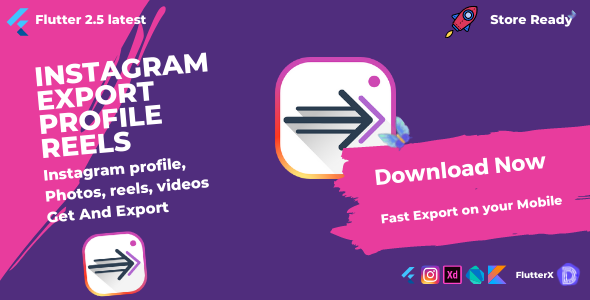 Flutter 2.5 latest
Store Ready
INSTAGRAM
EXPORT
PROFILE
REELS
Instagram profile,
Photos, reels, videos
Get And Export
Download Now
Fast Export on your Mobile
Xd
FlutterX